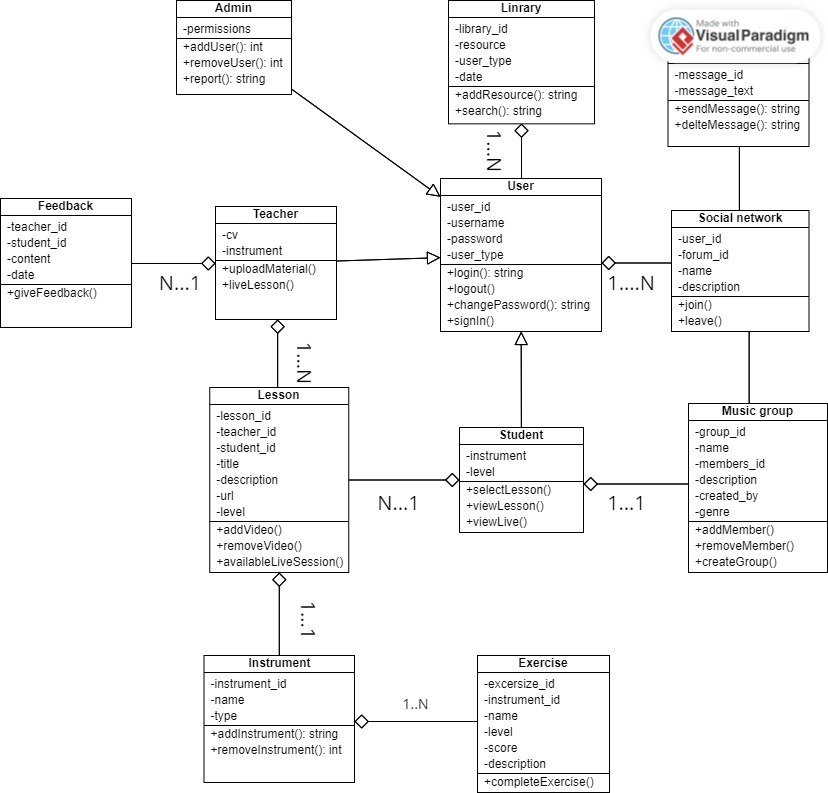 Admin
-permissions
+addUser(): int
+removeUser(): int
+report(): string
Linrary
-library_id
-resource
-user_type
-date
+addResource(): string
+search(): string
Made with
VisualParadigm
For non-commercial use
-message_id
-message_text
+sendMessage(): string
+delteMessage(): string
1...N
User
-user_id
-username
-password
-user_type
+login(): string
+logout()
+changePassword(): string
+signIn()
Feedback
-teacher_id
-student_id
-content
-date
+giveFeedback()
N...1
Teacher
-cv
-instrument
+uploadMaterial()
+liveLesson()
1....N
Social network
-user_id
-forum_id
-name
-description
+join()
+leave()
1...N
Lesson
-lesson_id
-teacher_id
-student_id
-title
-description
-url
-level
+addVideo()
+removeVideo()
+availableLiveSession()
N...1
Student
-instrument
-level
+selectLesson()
+viewLesson()
+viewLive()
1...1
Music group
-group_id
-name
-members_id
-description
-created_by
-genre
+addMember()
+removeMember()
+createGroup()
1...1
Instrument
-instrument_id
-name
-type
+addInstrument(): string
+removeInstrument(): int
1..N
Exercise
-excersize_id
-instrument_id
-name
-level
-score
-description
+completeExercise()